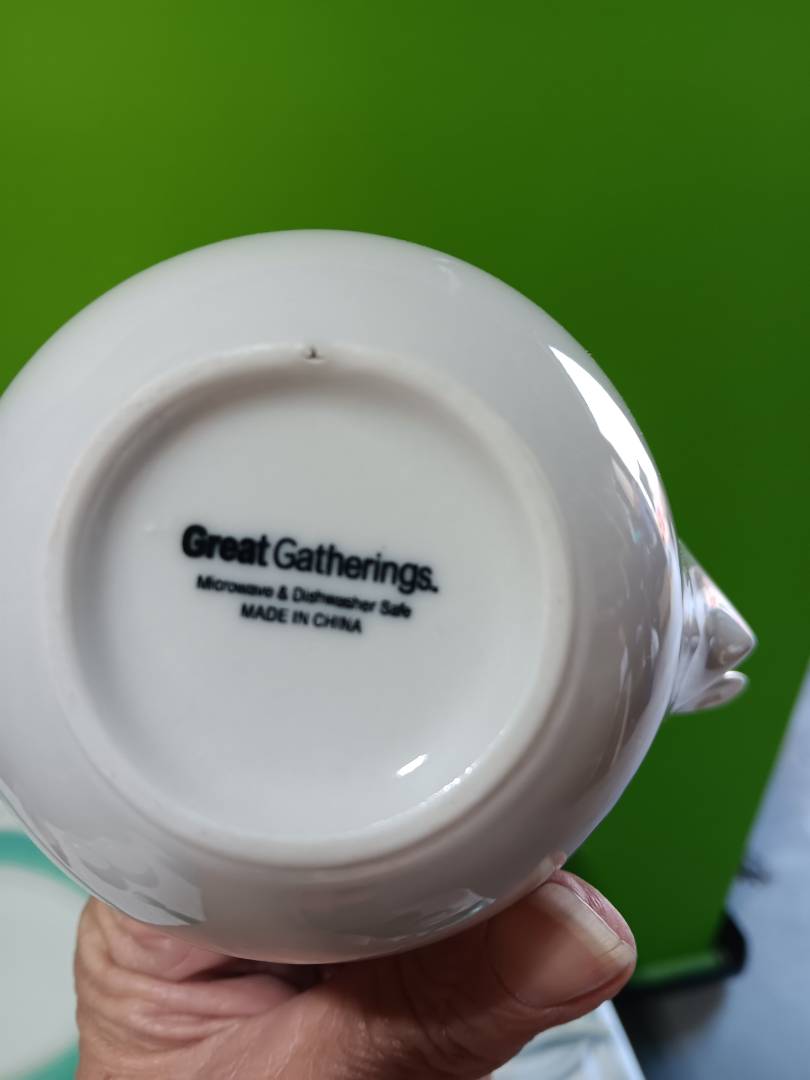 Great Gatherings.
Microwave & Dishwasher Safe
MADE IN CHINA